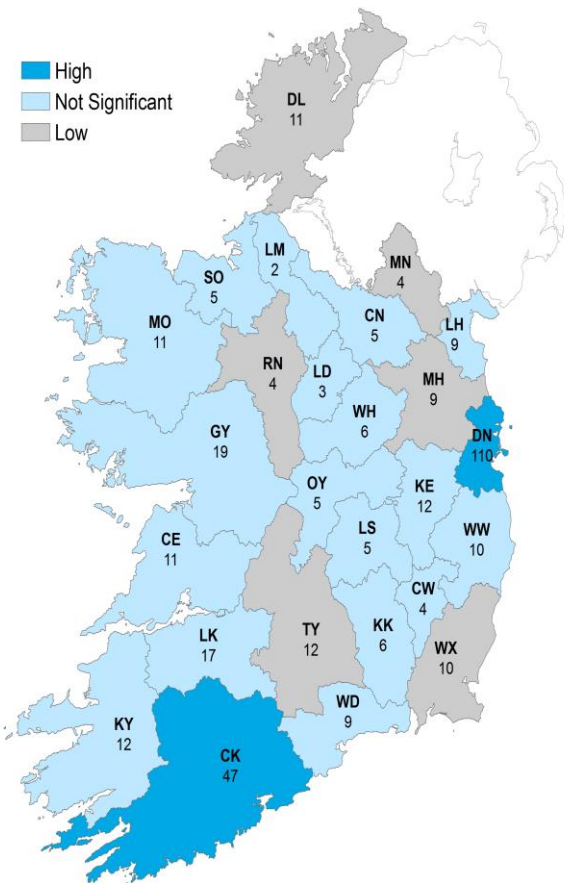 High
Not Significant
Low
DL
11
LM
2
SO
5
MN
4
MO
11
CN
5
LH
9
RN
4
LD
3
MH
9
WH
6
GY
19
DN
110
OY
5
KE
12
LS
5
WW
10
CE
11
CW
4
TY
12
KK
6
LK
17
WX
10
WD
9
KY
12
CK
47